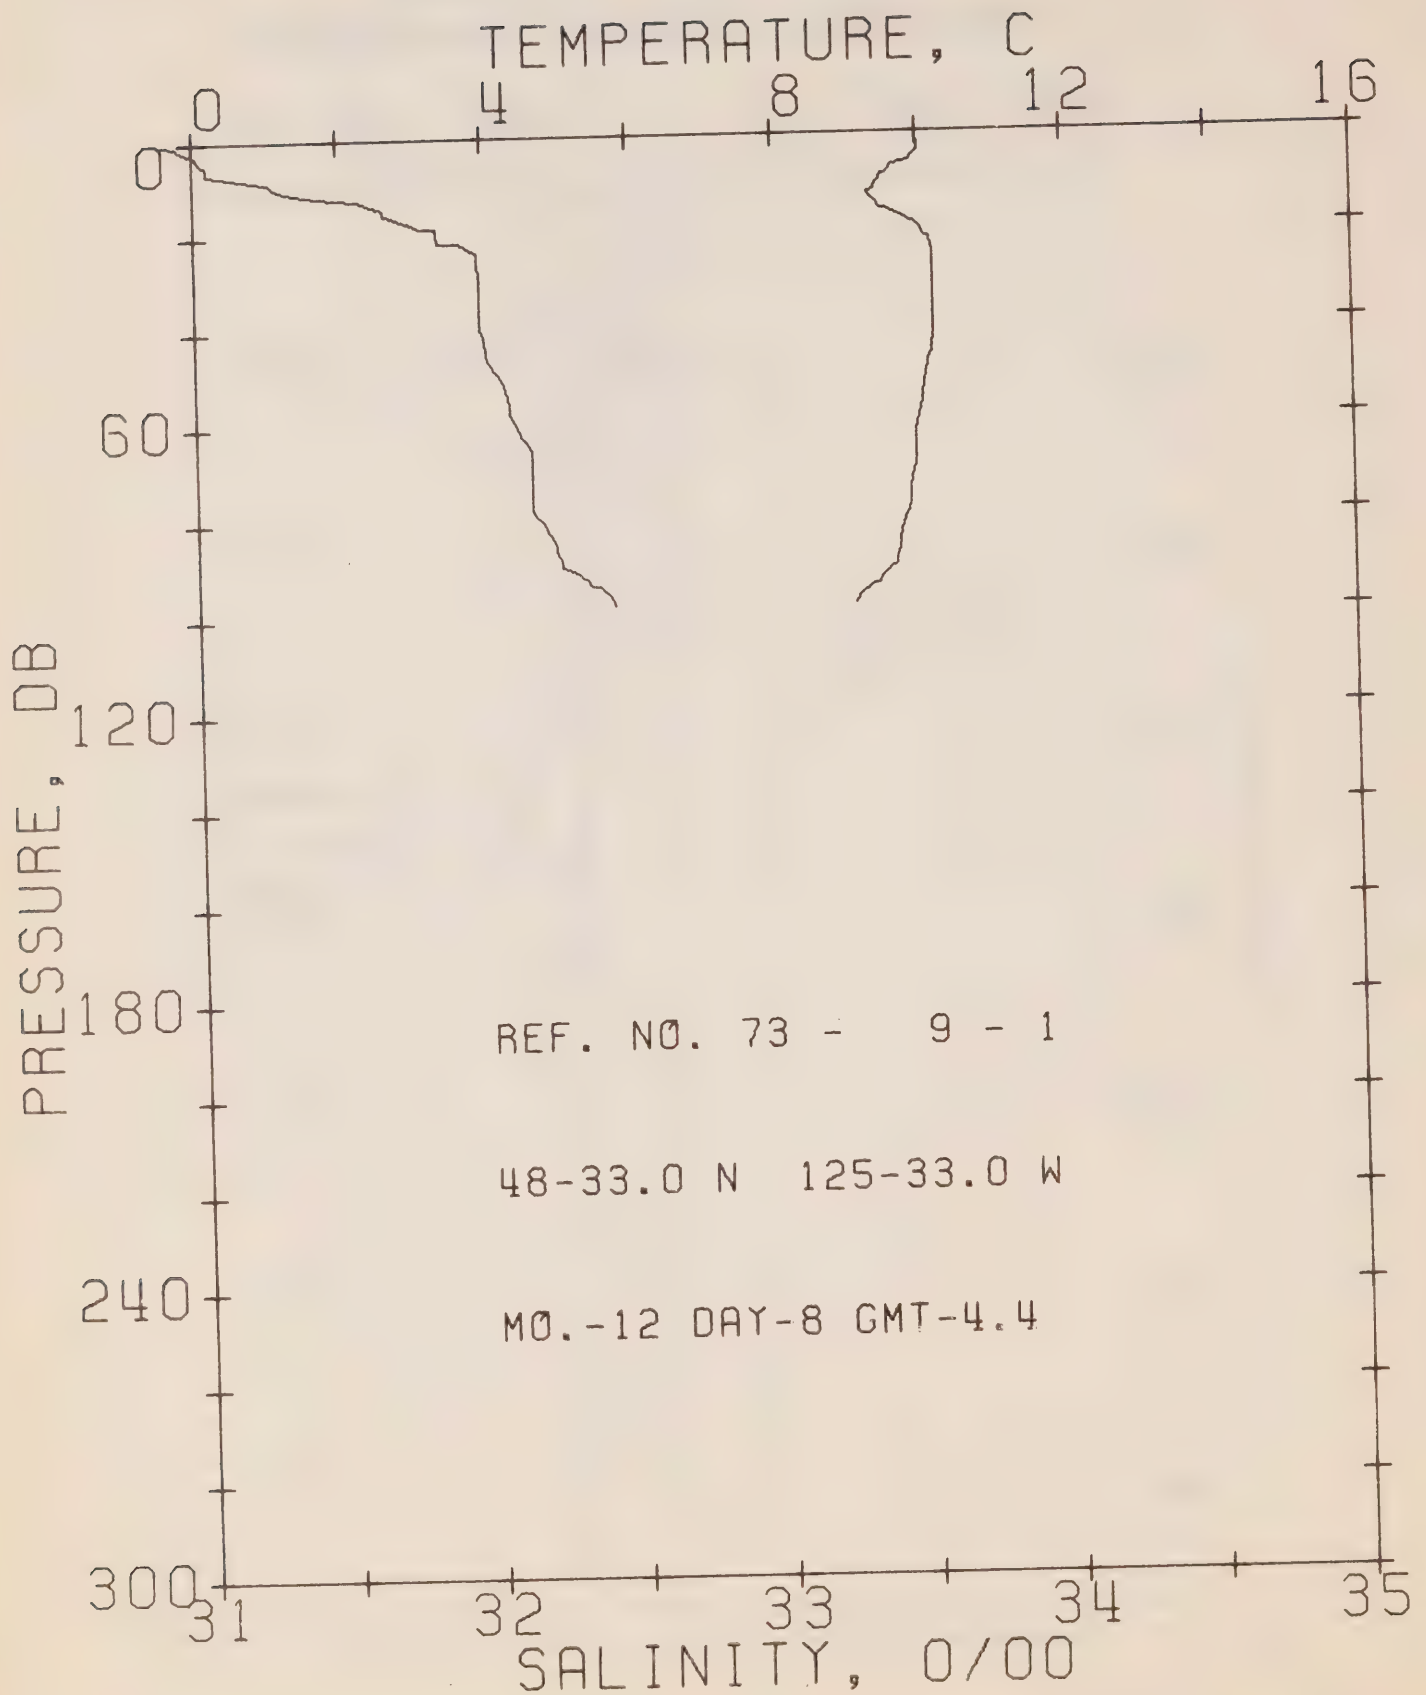 TEMPERATURE, C
0 4 8 12 16
0
60
120
180
240
300
PRESSURE, DB
REF. NO. 73 - 9 - 1
48-33.0 N 125-33.0 W
MO.-12 DAY-8 GMT-4.4
31 32 33 34 35
SALINITY, 0/00